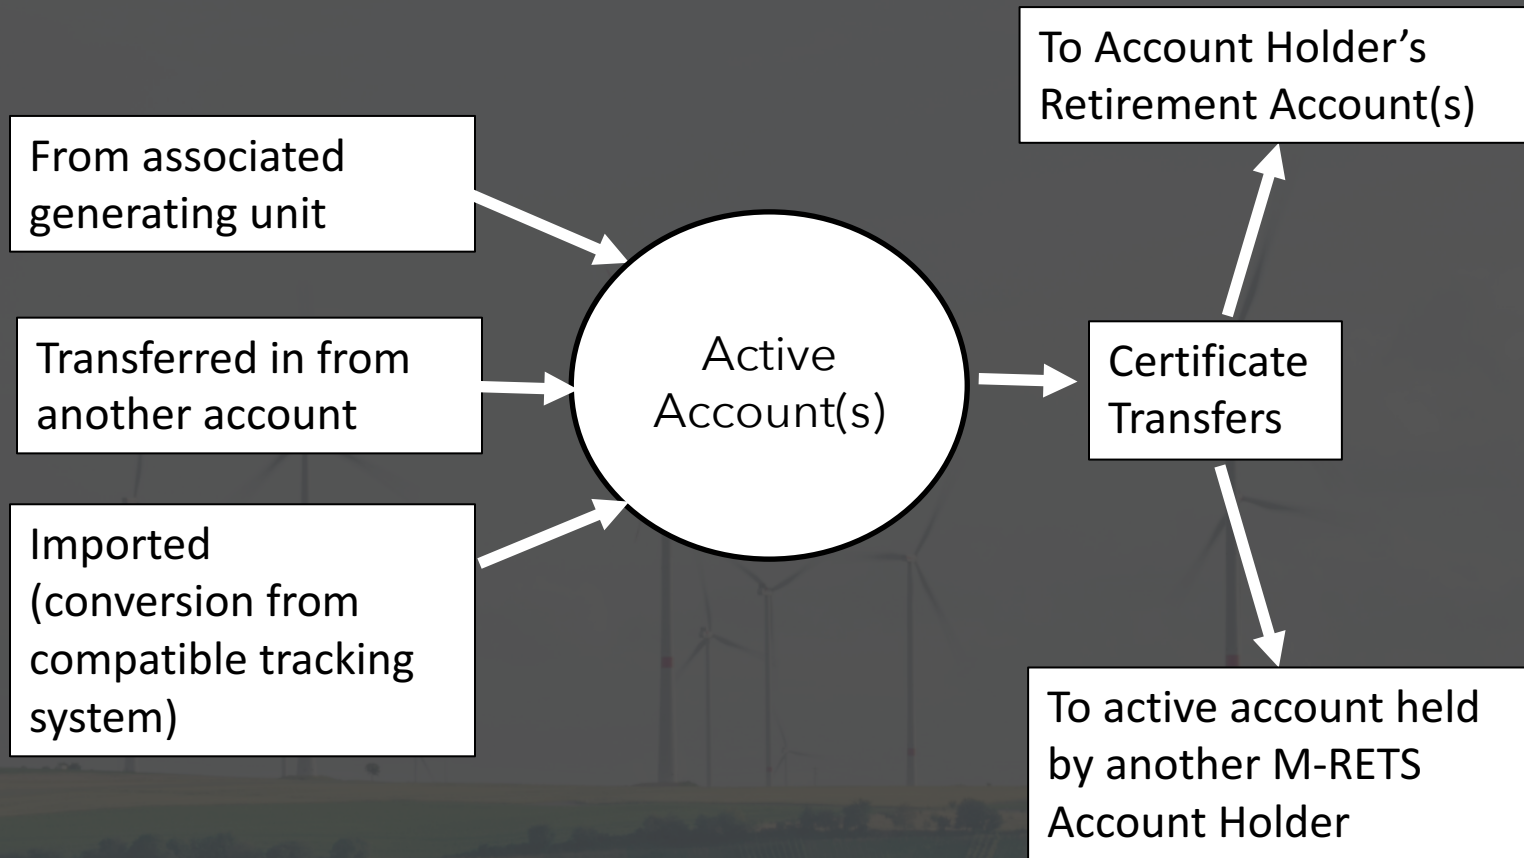 To Account Holder’s
Retirement Account(s)
From associated
generating unit
Transferred in from
another account
Active
Account(s)
Certificate
Transfers
Imported
(conversion from
compatible tracking
system)
To active account held
by another M-RETS
Account Holder